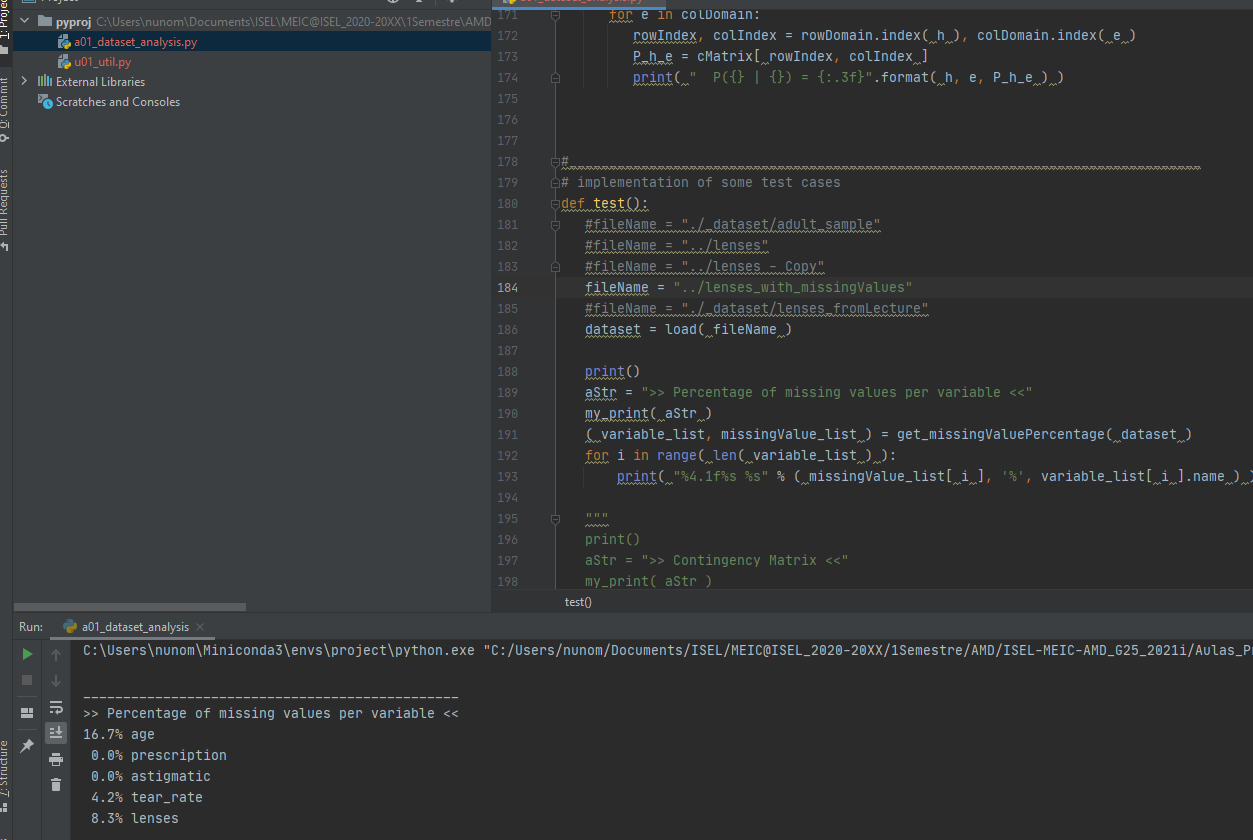 Project
1: Project
0: Commit
Pull Requests
7: Structure
pyproj C:\Users\nunom\Documents\ISEL\MEIC@ISEL_2020-20XX\1Semestre\AMD
a01_dataset_analysis.py
u01_util.py
External Libraries
Scratches and Consoles
171 for e in colDomain:
172 rowIndex, colIndex = rowDomain.index( h ), colDomain.index( e )
173 P_h_e = cMatrix[ rowIndex, colIndex ]
174 print( "  P({} | {}) = {:.3f}".format( h, e, P_h_e ) )
175
176
177
178 #_______________________________________________________________________________
179 # implementation of some test cases
180 def test():
181 #fileName = "./_dataset/adult_sample"
182 #fileName = "../lenses"
183 #fileName = "../lenses - Copy"
184 fileName = "../lenses_with_missingValues"
185 #fileName = "./_dataset/lenses_fromLecture"
186 dataset = load( fileName )
187
188 print()
189 aStr = ">> Percentage of missing values per variable <<"
190 my_print( aStr )
191 ( variable_list, missingValue_list ) = get_missingValuePercentage( dataset )
192 for i in range( len( variable_list ) ):
193 print( "%4.1f%s %s" % ( missingValue_list[ i ], '%', variable_list[ i ].name ) )
194
195 """
196 print()
197 aStr = ">> Contingency Matrix <<"
198 my_print( aStr )
test()
Run: a01_dataset_analysis
C:\Users\nunom\Miniconda3\envs\project\python.exe "C:/Users/nunom/Documents/ISEL/MEIC@ISEL_2020-20XX/1Semestre/AMD/ISEL-MEIC-AMD_G25_2021i/Aulas_P
_______________________________________________
>> Percentage of missing values per variable <<
16.7% age
0.0% prescription
0.0% astigmatic
4.2% tear_rate
8.3% lenses